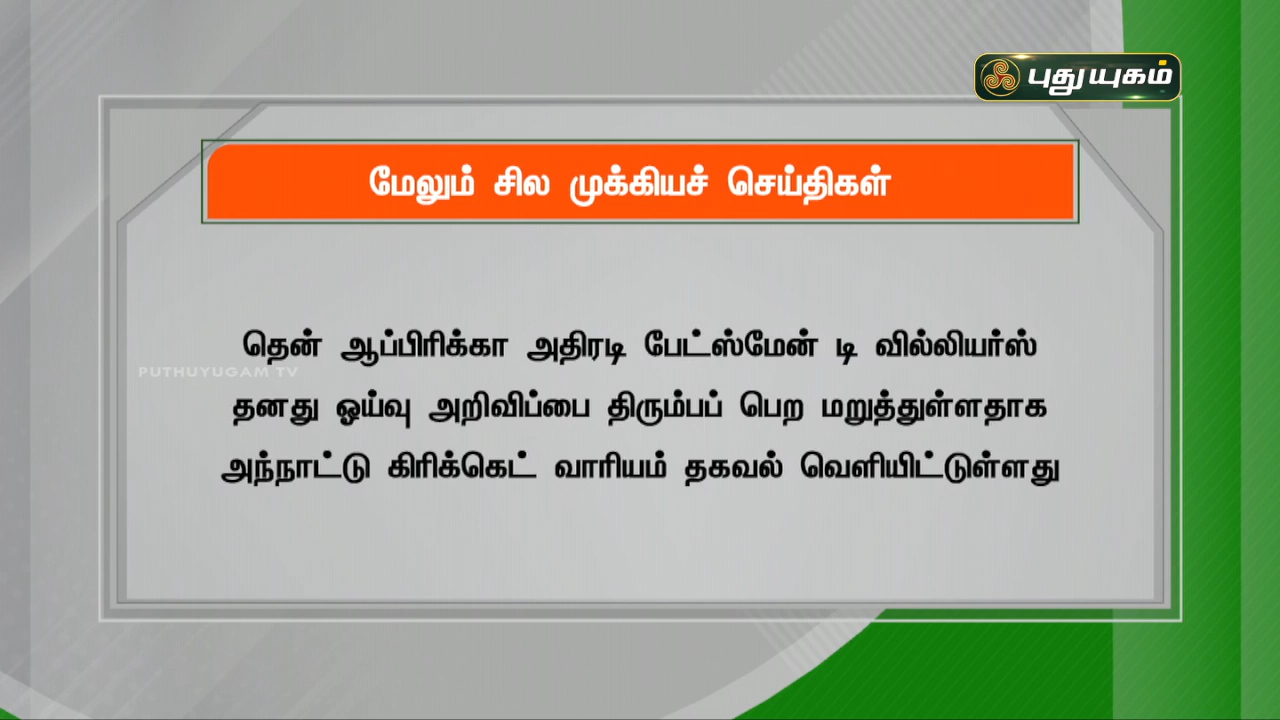 புதுயுகம்
மேலும் சில முக்கியச் செய்திகள்
தென் ஆப்பிரிக்கா அதிரடி பேட்ஸ்மேன் டி வில்லியர்ஸ்
PUTHUYUGAM TV
தனது ஓய்வு அறிவிப்பை திரும்பப் பெற மறுத்துள்ளதாக
அந்நாட்டு கிரிக்கெட் வாரியம் தகவல் வெளியிட்டுள்ளது